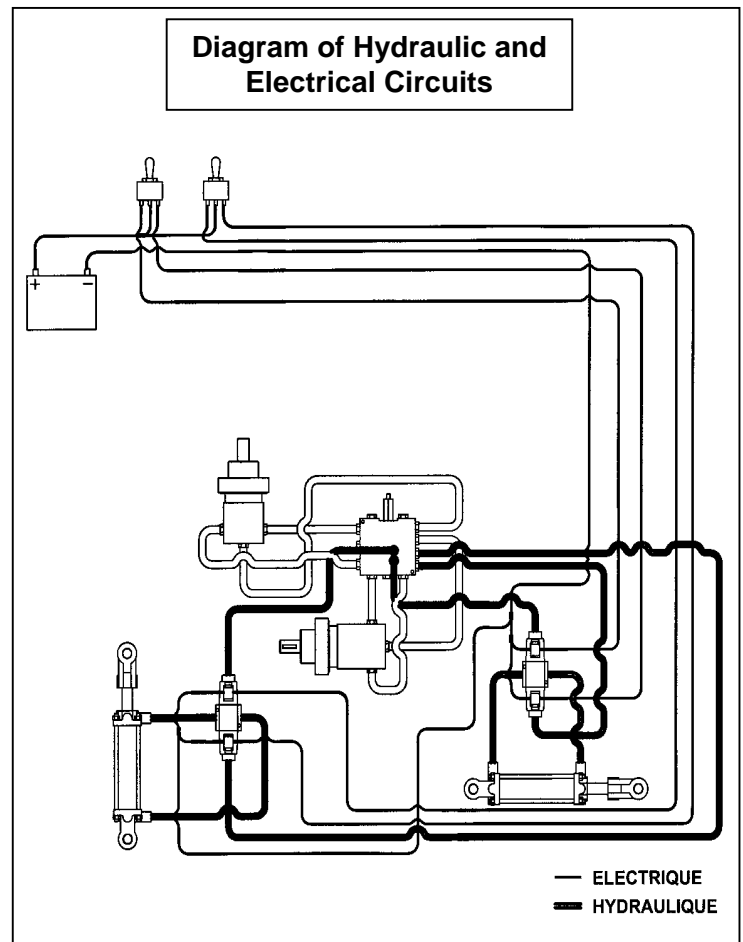 Diagram of Hydraulic and
Electrical Circuits
+ −
ELECTRIQUE
HYDRAULIQUE